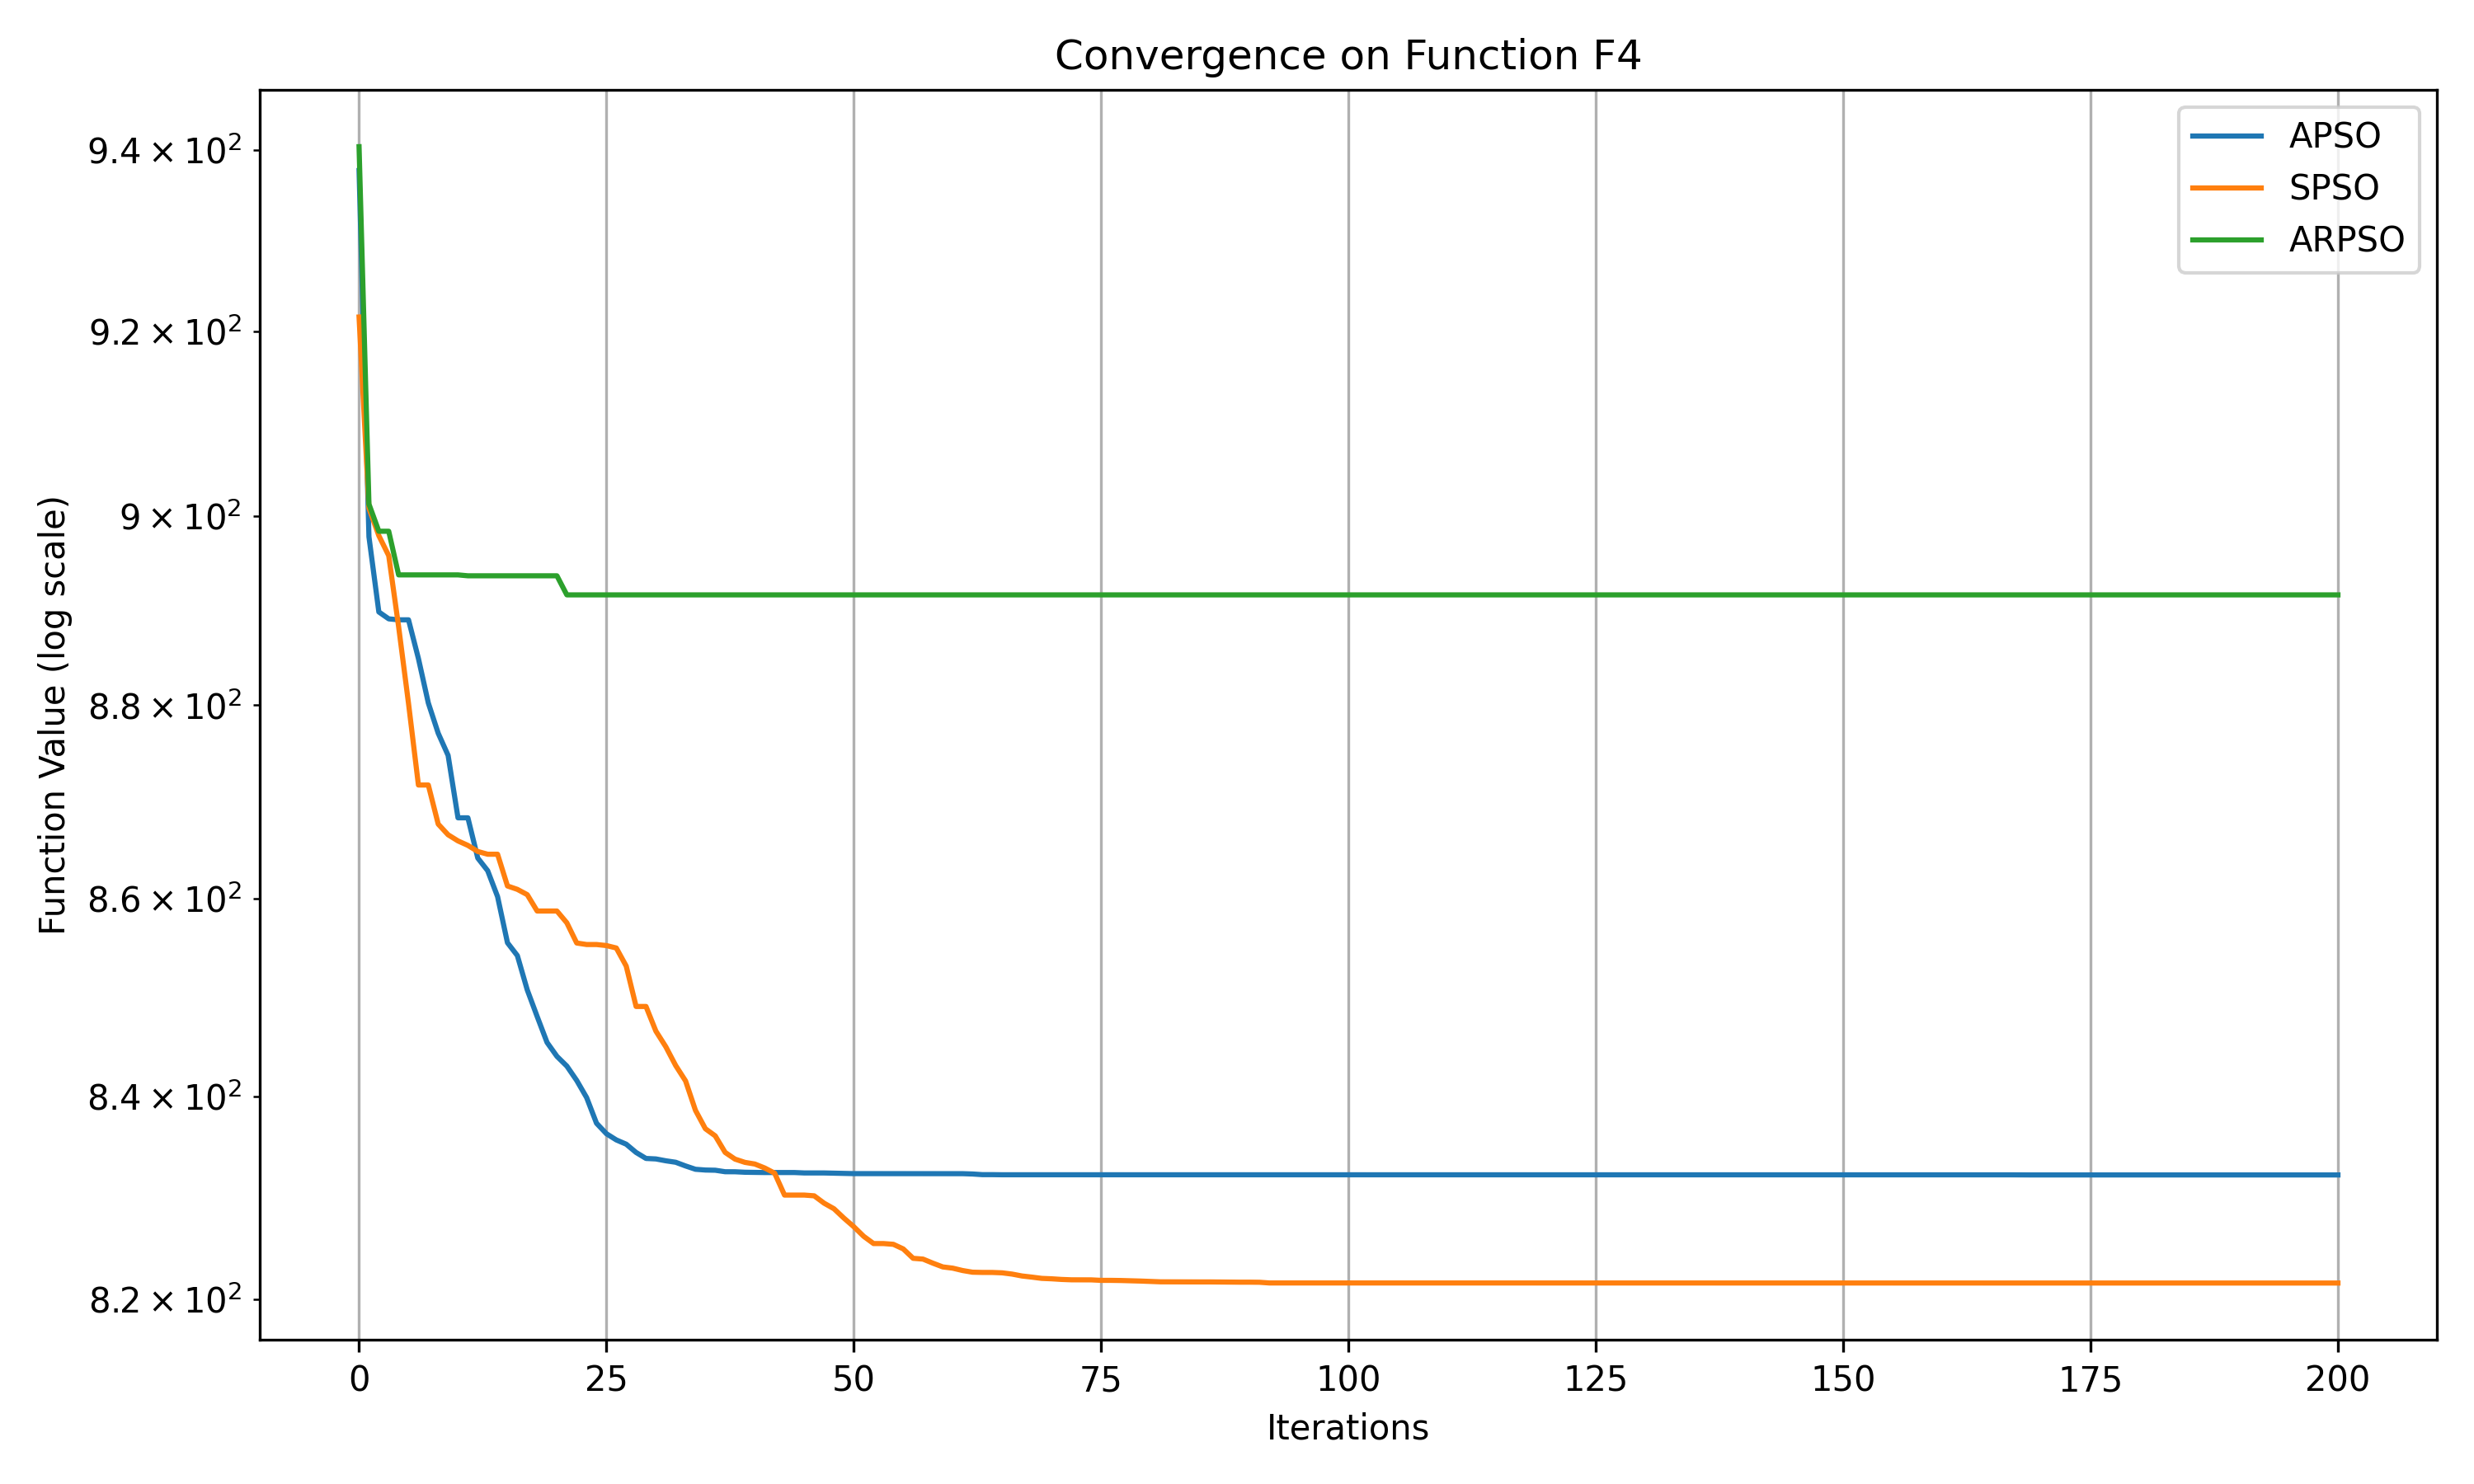 Convergence on Function F4
APSO
SPSO
ARPSO
Function Value (log scale)
9.4 × 10²
9.2 × 10²
9 × 10²
8.8 × 10²
8.6 × 10²
8.4 × 10²
8.2 × 10²
0 25 50 75 100 125 150 175 200
Iterations